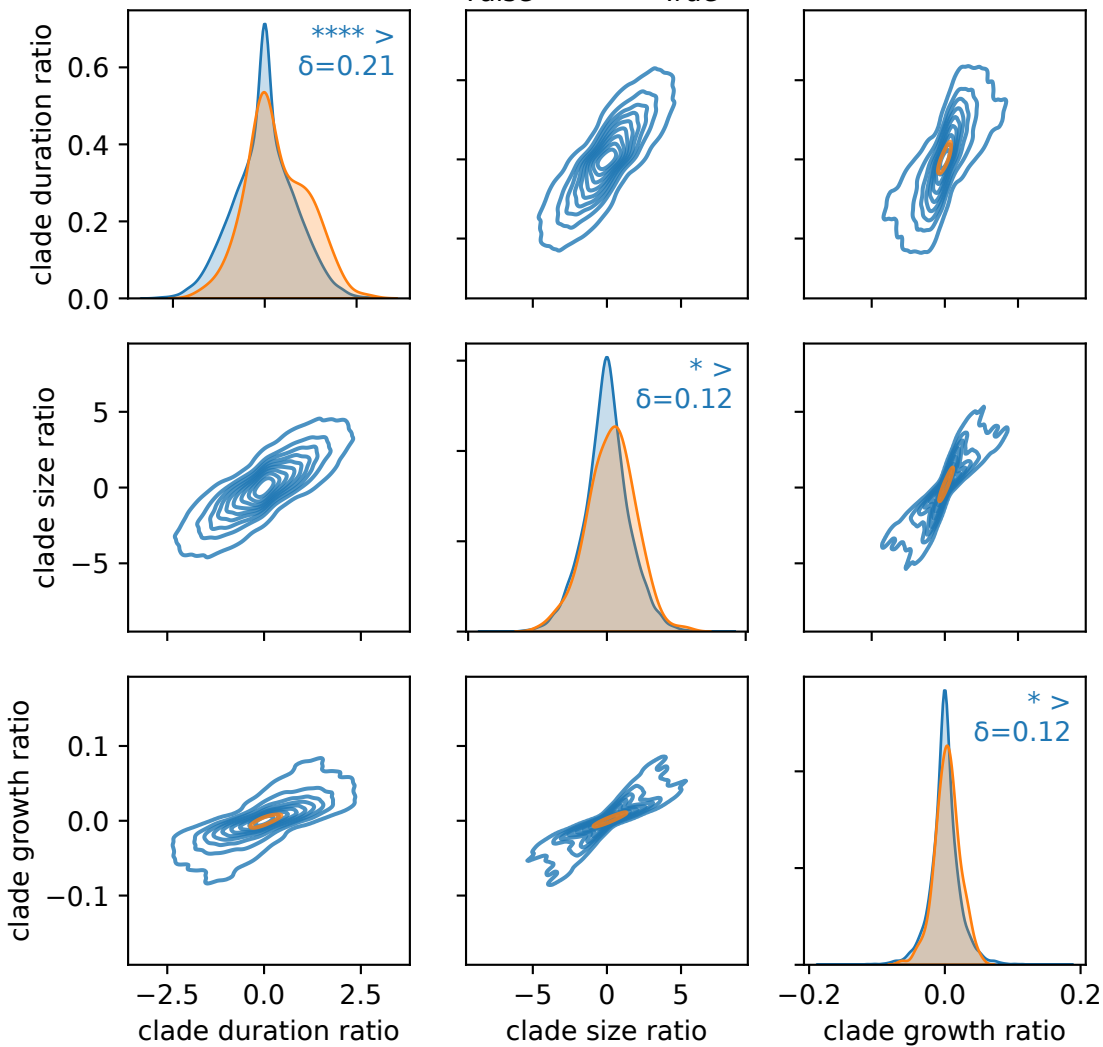 **** >
δ=0.21
clade duration ratio
0.6
0.4
0.2
0.0
* >
δ=0.12
clade size ratio
5
0
−5
* >
δ=0.12
clade growth ratio
0.1
0.0
−0.1
−2.5 0.0 2.5
−5 0 5
−0.2 0.0 0.2
clade duration ratio
clade size ratio
clade growth ratio